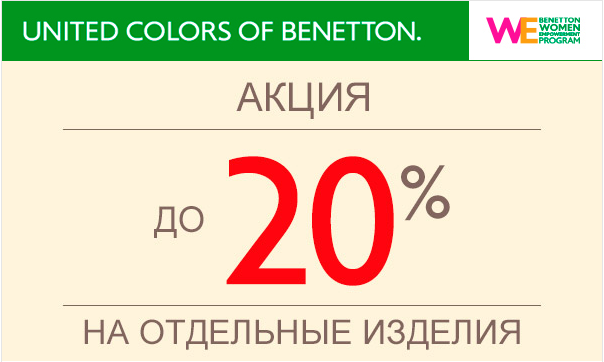 UNITED COLORS OF BENETTON.
WE BENETTON
WOMEN
EMPOWERMENT
PROGRAM
АКЦИЯ
ДО 20%
НА ОТДЕЛЬНЫЕ ИЗДЕЛИЯ